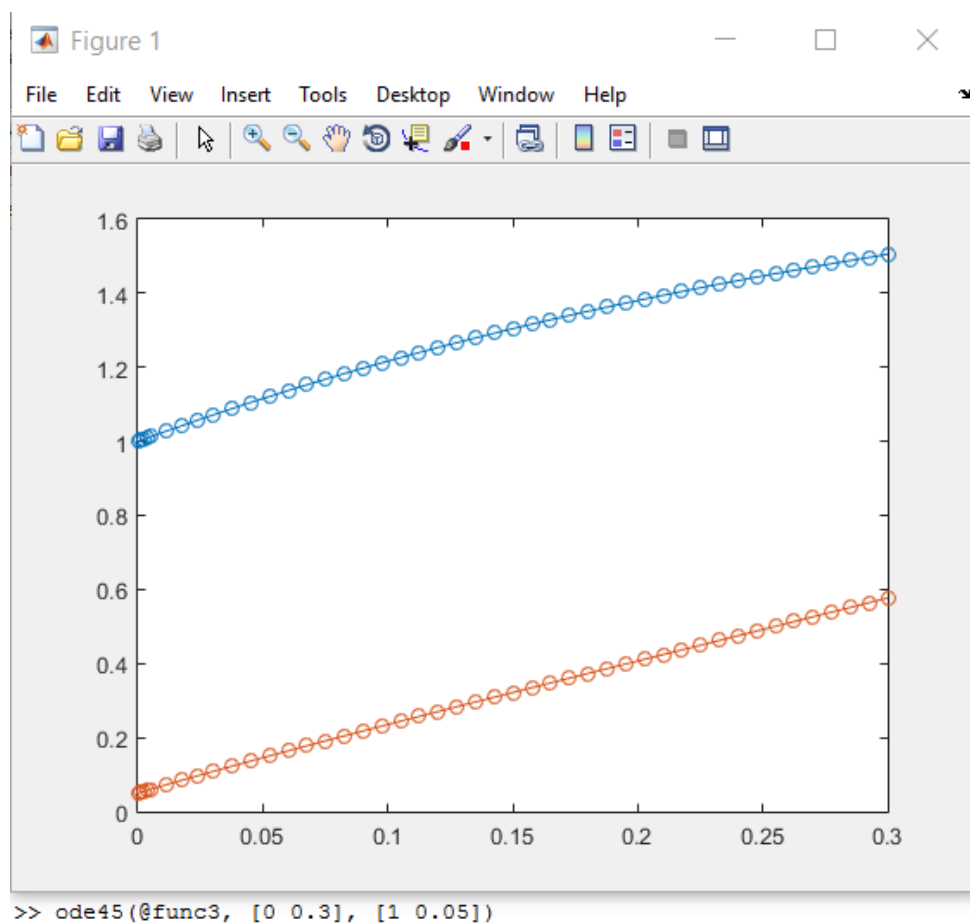 Figure 1
File Edit View Insert Tools Desktop Window Help
1.6
1.4
1.2
1
0.8
0.6
0.4
0.2
0
0 0.05 0.1 0.15 0.2 0.25 0.3
>> ode45(@func3, [0 0.3], [1 0.05])